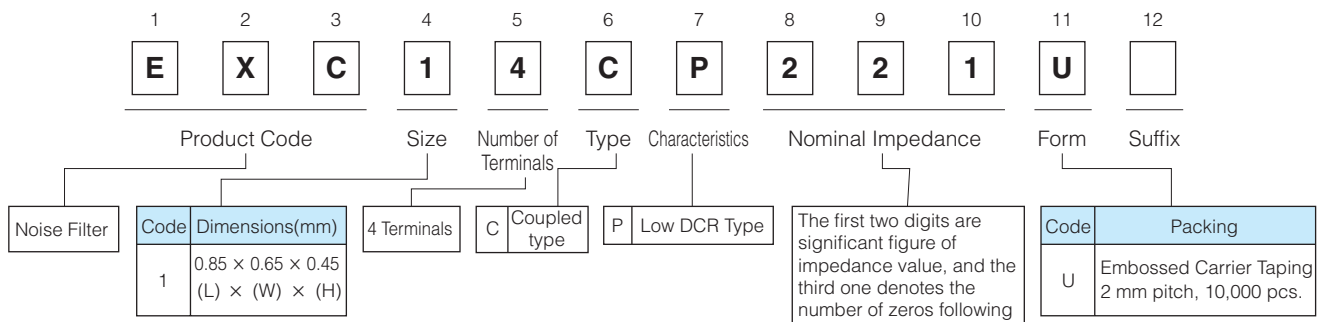 1 2 3 4 5 6 7 8 9 10 11 12
E X C 1 4 C P 2 2 1 U
Product Code Size Number of Terminals Type Characteristics Nominal Impedance Form Suffix
Noise Filter
Code Dimensions(mm)
1 0.85 × 0.65 × 0.45
(L) × (W) × (H)
4 Terminals
C Coupled
type
P Low DCR Type
The first two digits are
significant figure of
impedance value, and the
third one denotes the
number of zeros following
Code Packing
U Embossed Carrier Taping
2 mm pitch, 10,000 pcs.